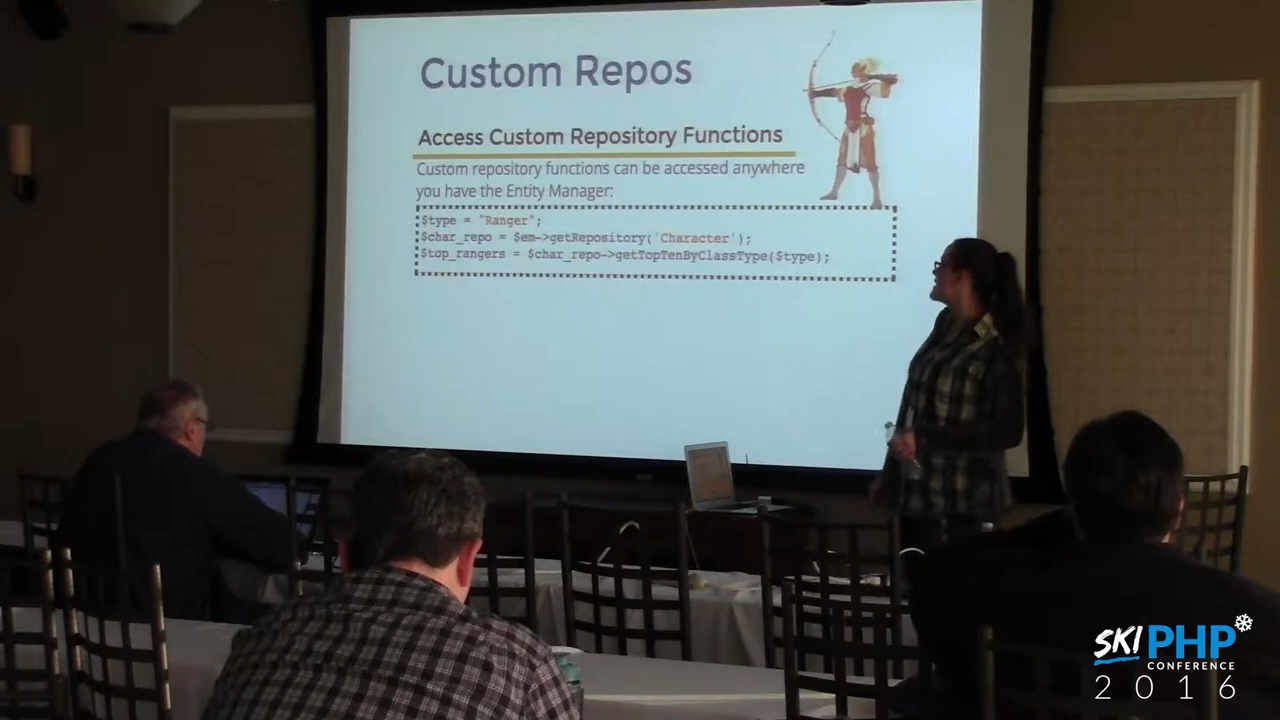 Custom Repos
Access Custom Repository Functions
Custom repository functions can be accessed anywhere
you have the Entity Manager:
$type = "Ranger";
$char_repo = $em->getRepository('Character');
$top_rangers = $char_repo->getTopTenByClassType($type);
SKI PHP
CONFERENCE
2016